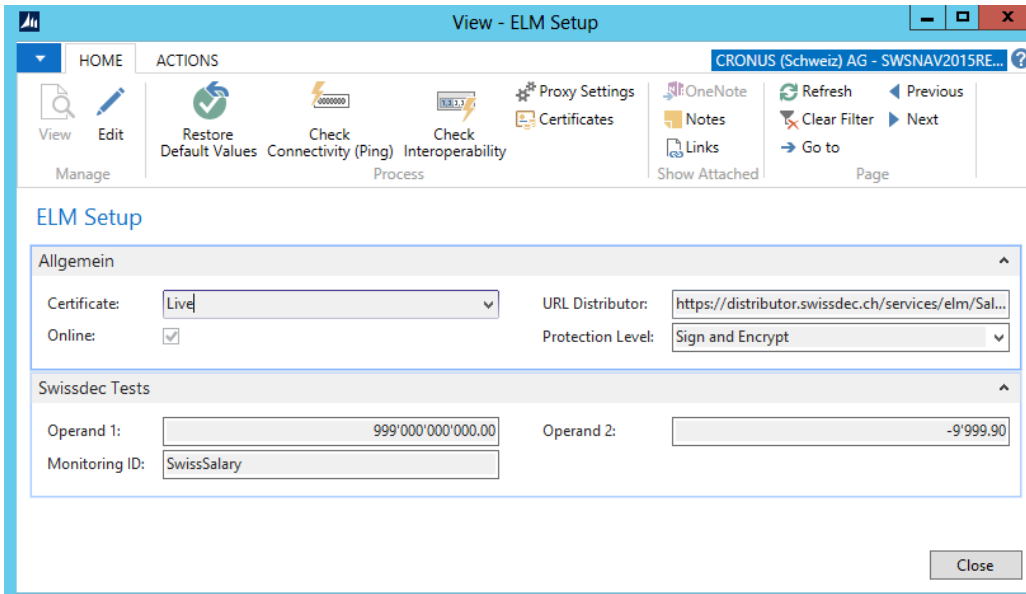 View - ELM Setup
HOME ACTIONS CRONUS (Schweiz) AG - SWSNAV2015RE... ?
View Edit
Manage
Restore Default Values
Check Connectivity (Ping)
Check Interoperability
Proxy Settings
Certificates
Process
OneNote
Notes
Links
Show Attached
Refresh
Clear Filter
Go to
Previous
Next
Page
ELM Setup
Allgemein
Certificate: Live URL Distributor: https://distributor.swissdec.ch/services/elm/Sal...
Online: Protection Level: Sign and Encrypt
Swissdec Tests
Operand 1: 999'000'000'000.00 Operand 2: -9'999.90
Monitoring ID: SwissSalary
Close